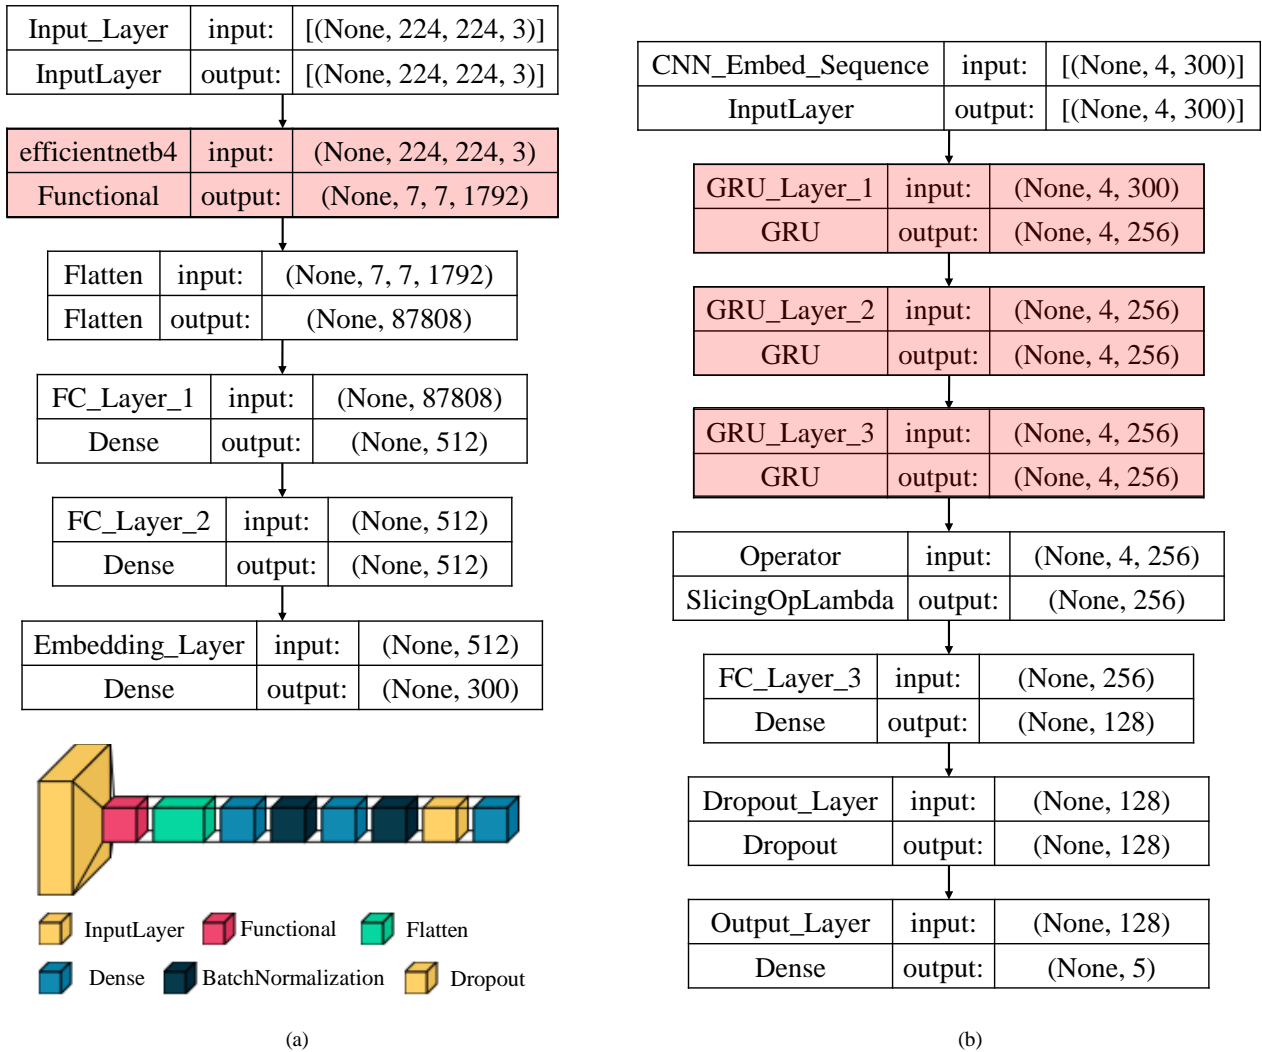 Input_Layer input: [(None, 224, 224, 3)]
InputLayer output: [(None, 224, 224, 3)]
efficientnetb4 input: (None, 224, 224, 3)
Functional output: (None, 7, 7, 1792)
Flatten input: (None, 7, 7, 1792)
Flatten output: (None, 87808)
FC_Layer_1 input: (None, 87808)
Dense output: (None, 512)
FC_Layer_2 input: (None, 512)
Dense output: (None, 512)
Embedding_Layer input: (None, 512)
Dense output: (None, 300)
InputLayer Functional Flatten
Dense BatchNormalization Dropout
(a)
CNN_Embed_Sequence input: [(None, 4, 300)]
InputLayer output: [(None, 4, 300)]
GRU_Layer_1 input: (None, 4, 300)
GRU output: (None, 4, 256)
GRU_Layer_2 input: (None, 4, 256)
GRU output: (None, 4, 256)
GRU_Layer_3 input: (None, 4, 256)
GRU output: (None, 4, 256)
Operator input: (None, 4, 256)
SlicingOpLambda output: (None, 256)
FC_Layer_3 input: (None, 256)
Dense output: (None, 128)
Dropout_Layer input: (None, 128)
Dropout output: (None, 128)
Output_Layer input: (None, 128)
Dense output: (None, 5)
(b)